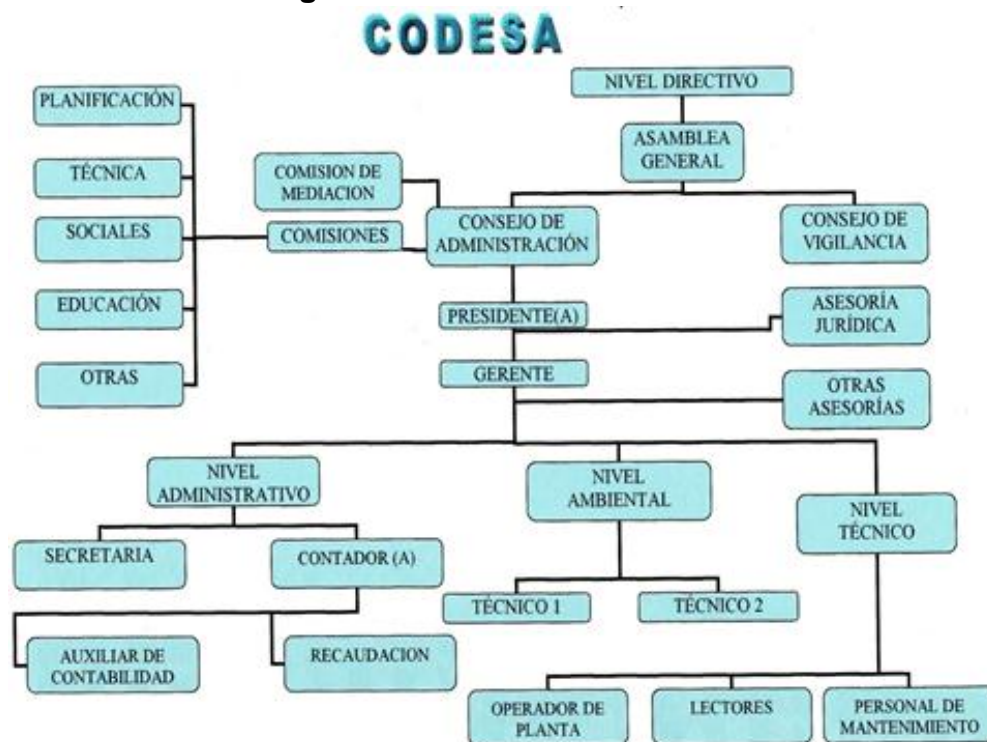 CODESA
NIVEL DIRECTIVO
ASAMBLEA
GENERAL
PLANIFICACIÓN
TÉCNICA
SOCIALES
EDUCACIÓN
OTRAS
COMISION DE
MEDIACION
COMISIONES
CONSEJO DE
ADMINISTRACIÓN
CONSEJO DE
VIGILANCIA
PRESIDENTE(A)
ASESORÍA
JURÍDICA
GERENTE
OTRAS
ASESORÍAS
NIVEL
ADMINISTRATIVO
NIVEL
AMBIENTAL
NIVEL
TÉCNICO
SECRETARIA
CONTADOR (A)
TÉCNICO 1
TÉCNICO 2
AUXILIAR DE
CONTABILIDAD
RECAUDACION
OPERADOR DE
PLANTA
LECTORES
PERSONAL DE
MANTENIMIENTO